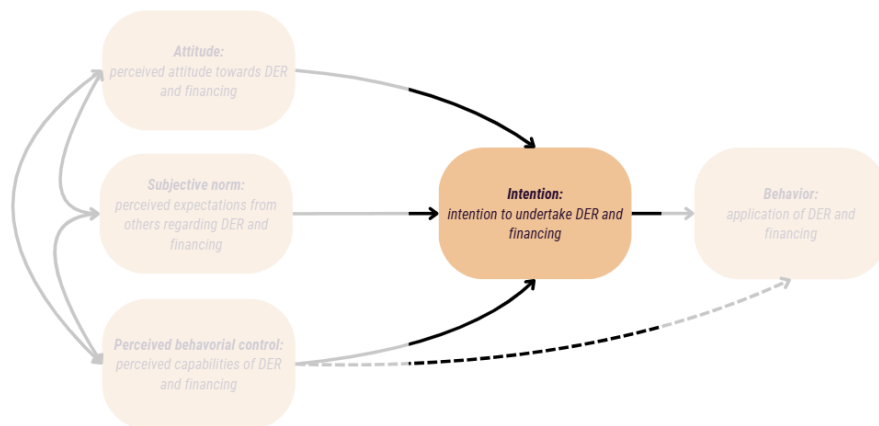 Attitude:
perceived attitude towards DER
and financing
Subjective norm:
perceived expectations from
others regarding DER and
financing
Perceived behavorial control:
perceived capabilities of DER
and financing
Intention:
intention to undertake DER and
financing
Behavior:
application of DER and
financing